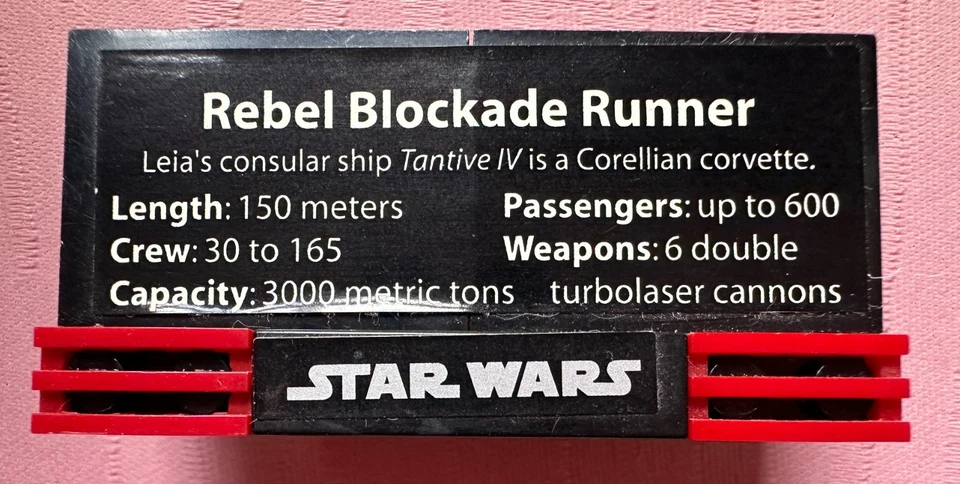 Rebel Blockade Runner
Leia's consular ship Tantive IV is a Corellian corvette.
Length: 150 meters Passengers: up to 600
Crew: 30 to 165 Weapons: 6 double
Capacity: 3000 metric tons turbolaser cannons
STAR WARS